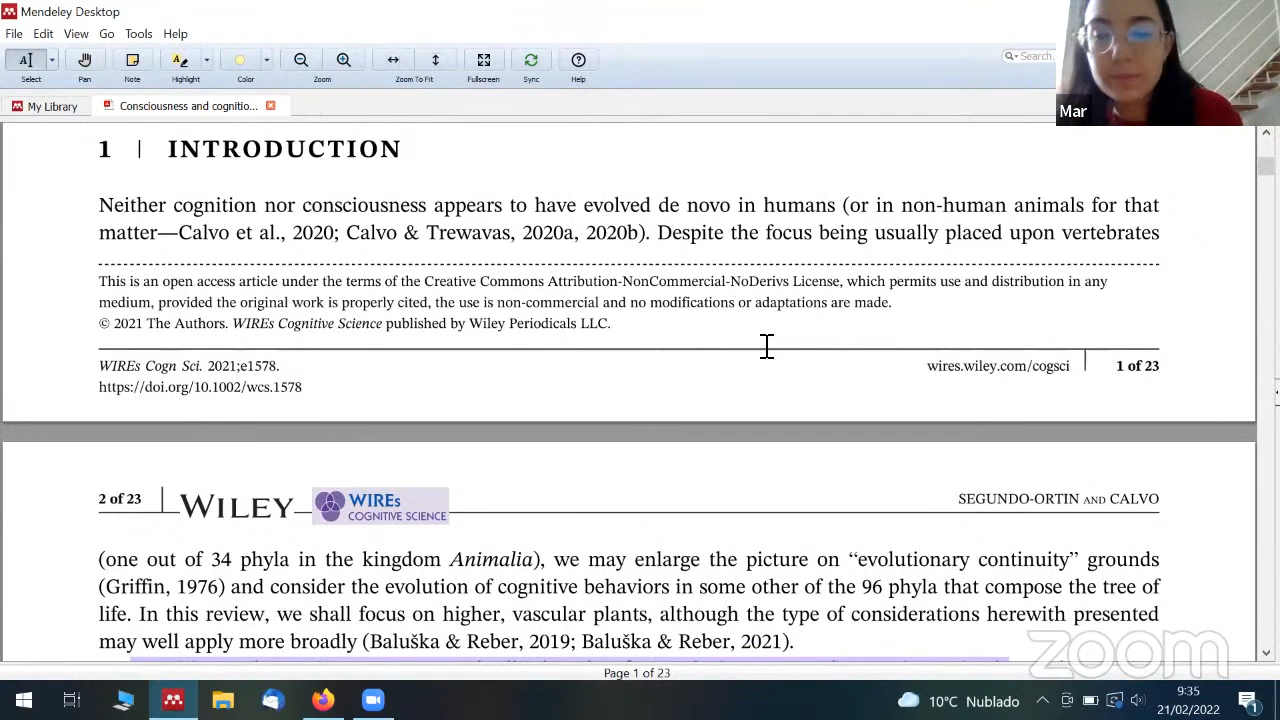 Mendeley Desktop
File Edit View Go Tools Help
Select Pan Note Highlight Color Zoom Zoom To Fit Fullscreen Sync Help
Search...
My Library Consciousness and cognitio...
Mar
1 | INTRODUCTION
Neither cognition nor consciousness appears to have evolved de novo in humans (or in non-human animals for that
matter—Calvo et al., 2020; Calvo & Trewavas, 2020a, 2020b). Despite the focus being usually placed upon vertebrates
This is an open access article under the terms of the Creative Commons Attribution-NonCommercial-NoDerivs License, which permits use and distribution in any
medium, provided the original work is properly cited, the use is non-commercial and no modifications or adaptations are made.
© 2021 The Authors. WIREs Cognitive Science published by Wiley Periodicals LLC.
WIREs Cogn Sci. 2021;e1578. wires.wiley.com/cogsci 1 of 23
https://doi.org/10.1002/wcs.1578
2 of 23 WILEY WIREs COGNITIVE SCIENCE SEGUNDO-ORTIN AND CALVO
(one out of 34 phyla in the kingdom Animalia), we may enlarge the picture on “evolutionary continuity” grounds
(Griffin, 1976) and consider the evolution of cognitive behaviors in some other of the 96 phyla that compose the tree of
life. In this review, we shall focus on higher, vascular plants, although the type of considerations herewith presented
may well apply more broadly (Baluška & Reber, 2019; Baluška & Reber, 2021).
zoom
Page 1 of 23
10°C Nublado
9:35
21/02/2022
1